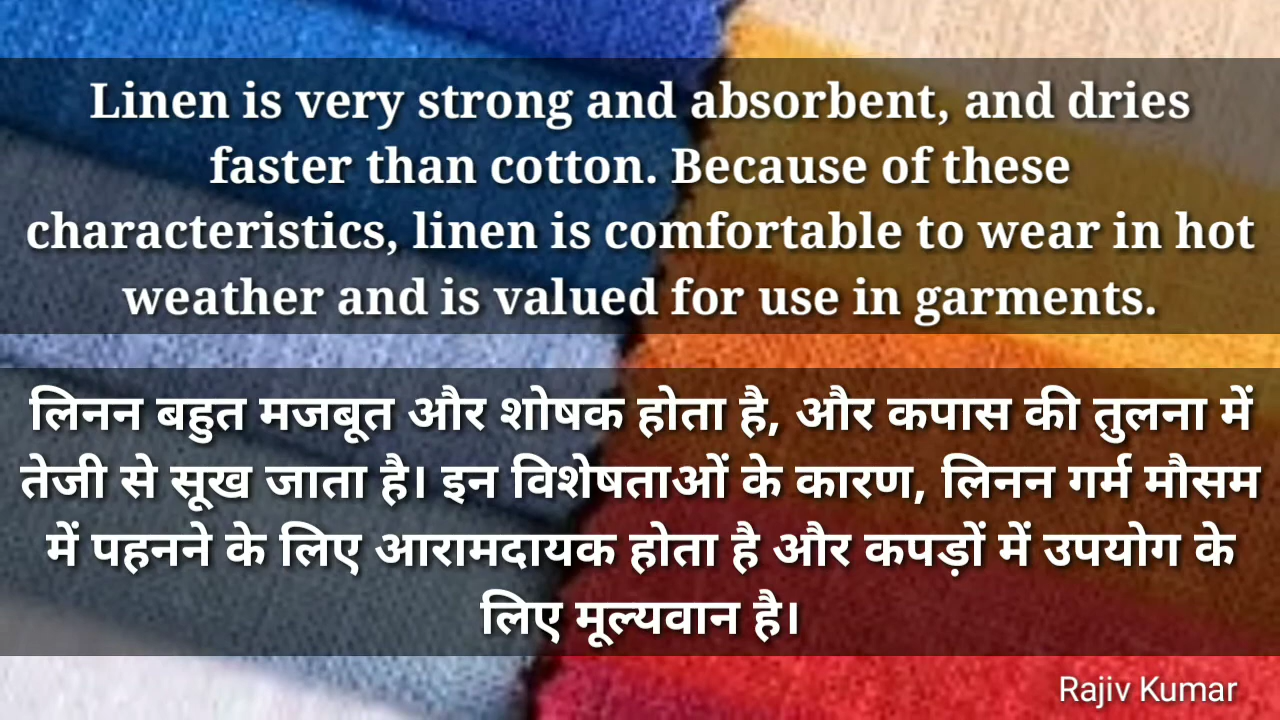 Linen is very strong and absorbent, and dries
faster than cotton. Because of these
characteristics, linen is comfortable to wear in hot
weather and is valued for use in garments.
लिनन बहुत मजबूत और शोषक होता है, और कपास की तुलना में
तेजी से सूख जाता है। इन विशेषताओं के कारण, लिनन गर्म मौसम
में पहनने के लिए आरामदायक होता है और कपड़ों में उपयोग के
लिए मूल्यवान है।
Rajiv Kumar